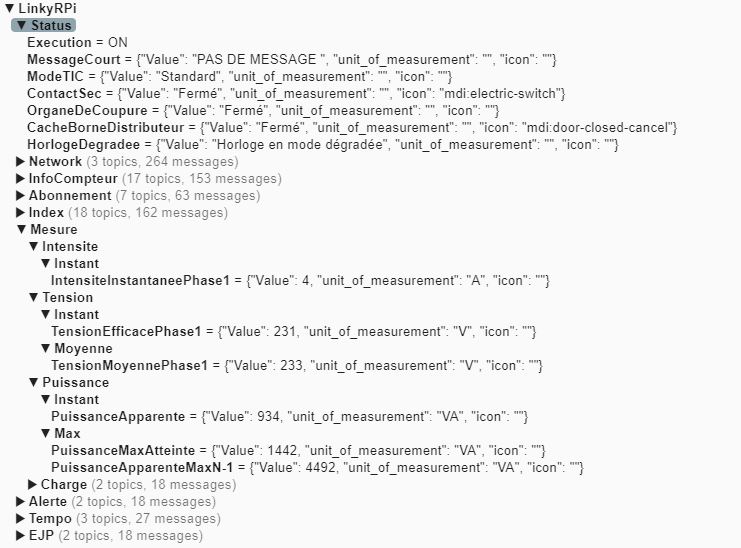 ▼ LinkyRPi
▼ Status
Execution = ON
MessageCourt = {"Value": "PAS DE MESSAGE ", "unit_of_measurement": "", "icon": ""}
ModeTIC = {"Value": "Standard", "unit_of_measurement": "", "icon": ""}
ContactSec = {"Value": "Fermé", "unit_of_measurement": "", "icon": "mdi:electric-switch"}
OrganeDeCoupure = {"Value": "Fermé", "unit_of_measurement": "", "icon": ""}
CacheBorneDistributeur = {"Value": "Fermé", "unit_of_measurement": "", "icon": "mdi:door-closed-cancel"}
HorlogeDegradee = {"Value": "Horloge en mode dégradée", "unit_of_measurement": "", "icon": ""}
▶ Network (3 topics, 264 messages)
▶ InfoCompteur (17 topics, 153 messages)
▶ Abonnement (7 topics, 63 messages)
▶ Index (18 topics, 162 messages)
▼ Mesure
▼ Intensite
▼ Instant
IntensiteInstantaneePhase1 = {"Value": 4, "unit_of_measurement": "A", "icon": ""}
▼ Tension
▼ Instant
TensionEfficacePhase1 = {"Value": 231, "unit_of_measurement": "V", "icon": ""}
▼ Moyenne
TensionMoyennePhase1 = {"Value": 233, "unit_of_measurement": "V", "icon": ""}
▼ Puissance
▼ Instant
PuissanceApparente = {"Value": 934, "unit_of_measurement": "VA", "icon": ""}
▼ Max
PuissanceMaxAtteinte = {"Value": 1442, "unit_of_measurement": "VA", "icon": ""}
PuissanceApparenteMaxN-1 = {"Value": 4492, "unit_of_measurement": "VA", "icon": ""}
▶ Charge (2 topics, 18 messages)
▶ Alerte (2 topics, 18 messages)
▶ Tempo (3 topics, 27 messages)
▶ EJP (2 topics, 18 messages)